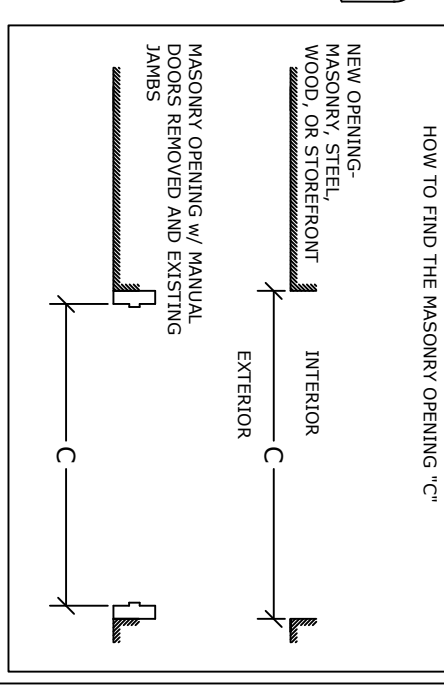 HOW TO FIND THE MASONRY OPENING "C"
NEW OPENING-
MASONRY, STEEL,
WOOD, OR STOREFRONT
INTERIOR
C
EXTERIOR
MASONRY OPENING w/ MANUAL
DOORS REMOVED AND EXISTING
JAMBS
C